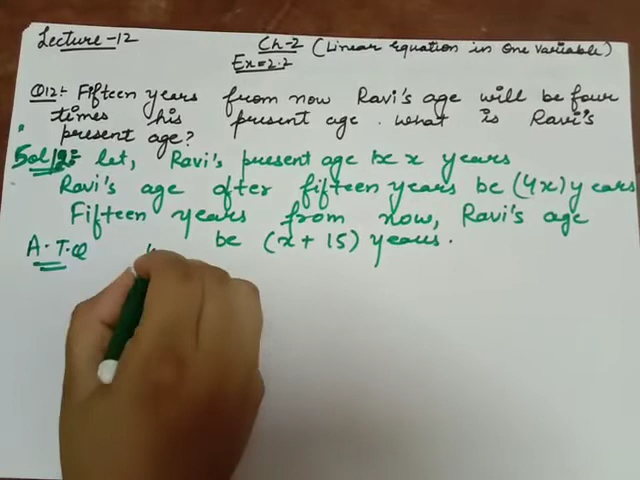 Lecture-12
Ch-2 (Linear Equation in One Variable)
Ex=2.2
Q12:- Fifteen years from now Ravi's age will be four
times his present age. What is Ravi's
present age?
Sol12:- let, Ravi's present age be x years
Ravi's age after fifteen years be (4x) years
Fifteen years from now, Ravi's age
be (x + 15) years.
A.T.Q